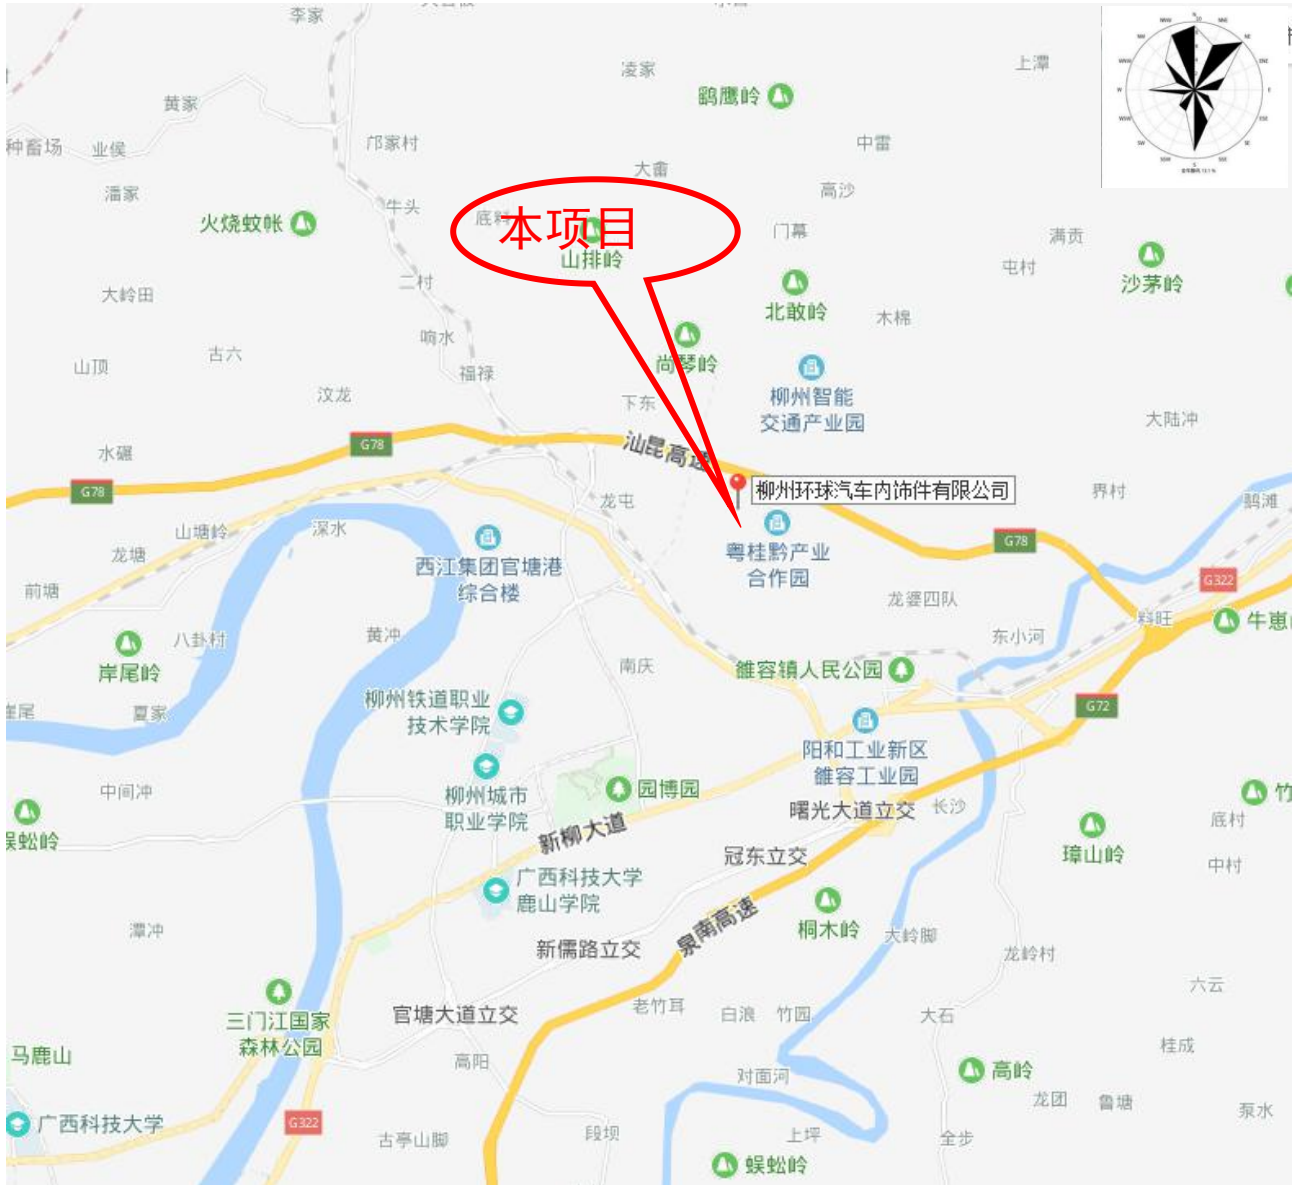 李家
凌家
上潭
鹞鹰岭
黄家
种畜场
业侯
邝家村
中雷
大畲
潘家
高沙
牛头
底料
火烧蚊帐
本项目
山排岭
门幕
满贡
屯村
沙茅岭
大岭田
二村
北敢岭
木棉
响水
古六
山顶
福禄
尚琴岭
柳州智能
交通产业园
汶龙
下东
大陆冲
水碾
G78
汕昆高速
G78
柳州环球汽车内饰件有限公司
界村
鹊滩
龙屯
山塘岭
深水
龙塘
西江集团官塘港
综合楼
粤桂黔产业
合作园
G78
G322
前塘
龙婆四队
料旺
八卦村
黄冲
东小河
岸尾岭
南庆
雒容镇人民公园
崖尾
夏家
柳州铁道职业
技术学院
G72
阳和工业新区
雒容工业园
中间冲
柳州城市
职业学院
园博园
竹
曙光大道立交
长沙
底村
新柳大道
冠东立交
璋山岭
中村
广西科技大学
鹿山学院
泉南高速
桐木岭
潭冲
大岭脚
新儒路立交
龙岭村
六云
三门江国家
森林公园
官塘大道立交
老竹耳
白浪
竹园
大石
马鹿山
高阳
桂成
对面河
高岭
龙团
鲁塘
泵水
广西科技大学
G322
古亭山脚
段坝
上坪
全步
蜈蚣岭